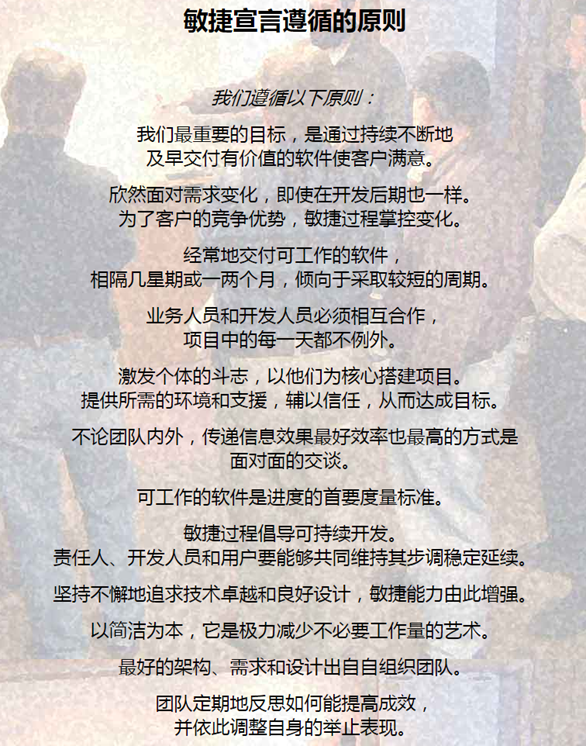 敏捷宣言遵循的原则
我们遵循以下原则：
我们最重要的目标，是通过持续不断地
及早交付有价值的软件使客户满意。
欣然面对需求变化，即使在开发后期也一样。
为了客户的竞争优势，敏捷过程掌控变化。
经常地交付可工作的软件，
相隔几星期或一两个月，倾向于采取较短的周期。
业务人员和开发人员必须相互合作，
项目中的每一天都不例外。
激发个体的斗志，以他们为核心搭建项目。
提供所需的环境和支援，辅以信任，从而达成目标。
不论团队内外，传递信息效果最好效率也最高的方式是
面对面的交谈。
可工作的软件是进度的首要度量标准。
敏捷过程倡导可持续开发。
责任人、开发人员和用户要能够共同维持其步调稳定延续。
坚持不懈地追求技术卓越和良好设计，敏捷能力由此增强。
以简洁为本，它是极力减少不必要工作量的艺术。
最好的架构、需求和设计出自自组织团队。
团队定期地反思如何能提高成效，
并依此调整自身的举止表现。